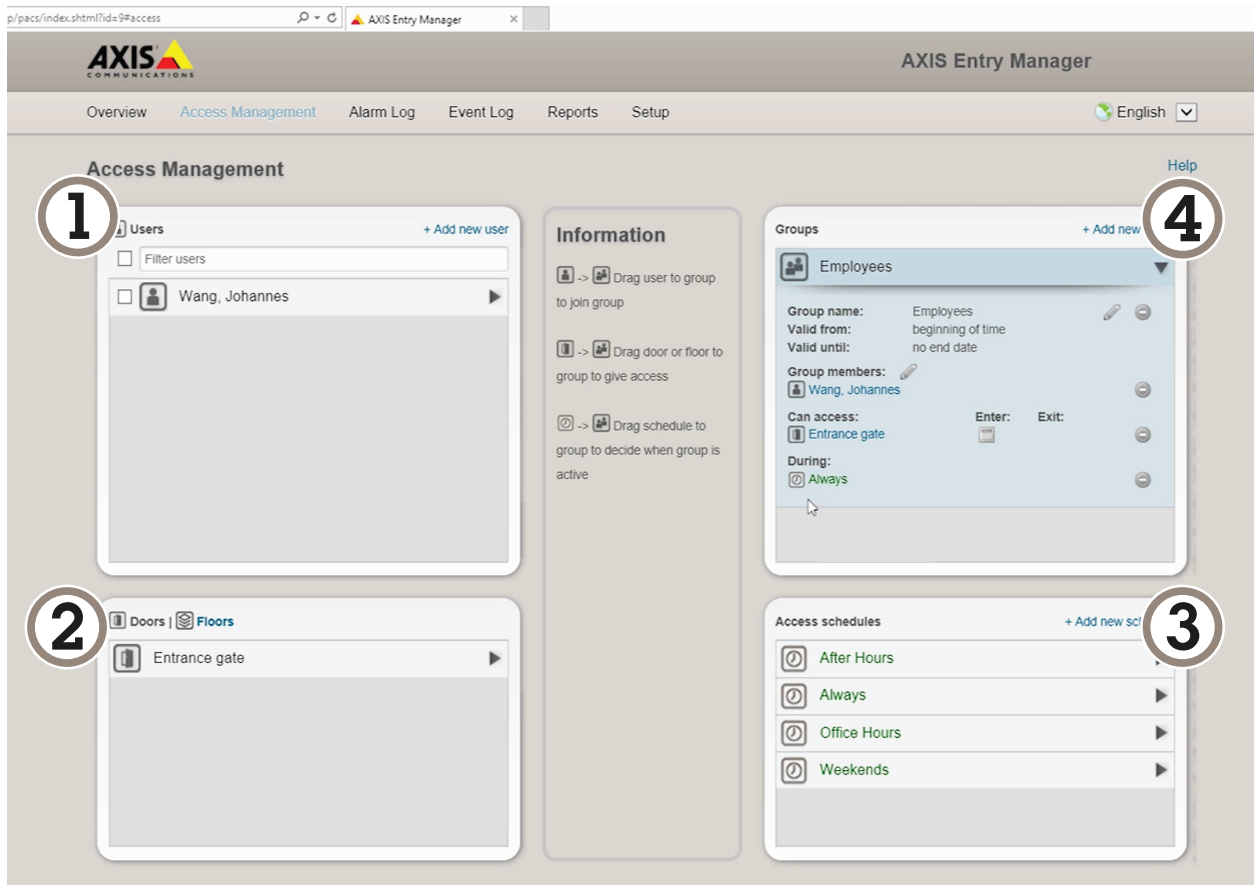 p/pacs/index.shtml?id=9#access
AXIS Entry Manager
AXIS
COMMUNICATIONS
AXIS Entry Manager
Overview Access Management Alarm Log Event Log Reports Setup
English
Access Management
Help
1
Users
+ Add new user
Filter users
Wang, Johannes
Information
-> Drag user to group
to join group
-> Drag door or floor to
group to give access
-> Drag schedule to
group to decide when group is
active
4
Groups
+ Add new
Employees
Group name: Employees
Valid from: beginning of time
Valid until: no end date
Group members:
Wang, Johannes
Can access: Enter: Exit:
Entrance gate
During:
Always
2
Doors | Floors
Entrance gate
3
Access schedules
+ Add new
After Hours
Always
Office Hours
Weekends